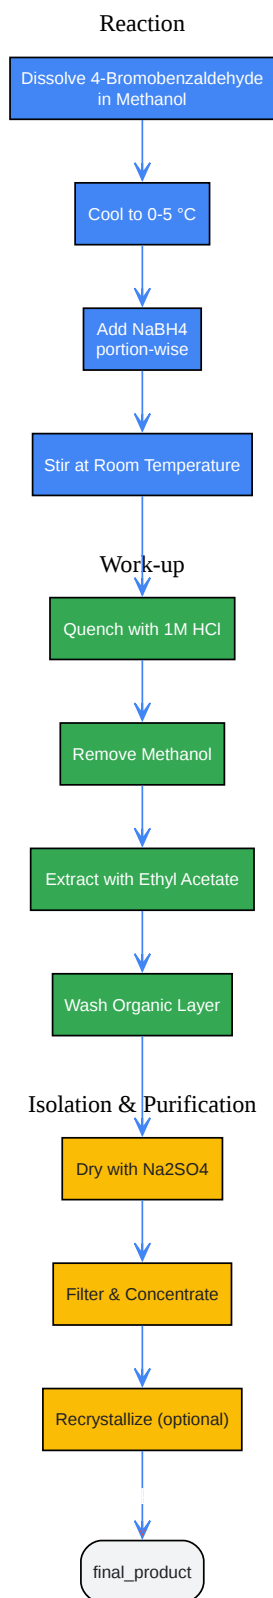 Reaction
Dissolve 4-Bromobenzaldehyde
in Methanol
Cool to 0-5 °C
Add NaBH4
portion-wise
Stir at Room Temperature
Work-up
Quench with 1M HCl
Remove Methanol
Extract with Ethyl Acetate
Wash Organic Layer
Isolation & Purification
Dry with Na2SO4
Filter & Concentrate
Recrystallize (optional)
final_product